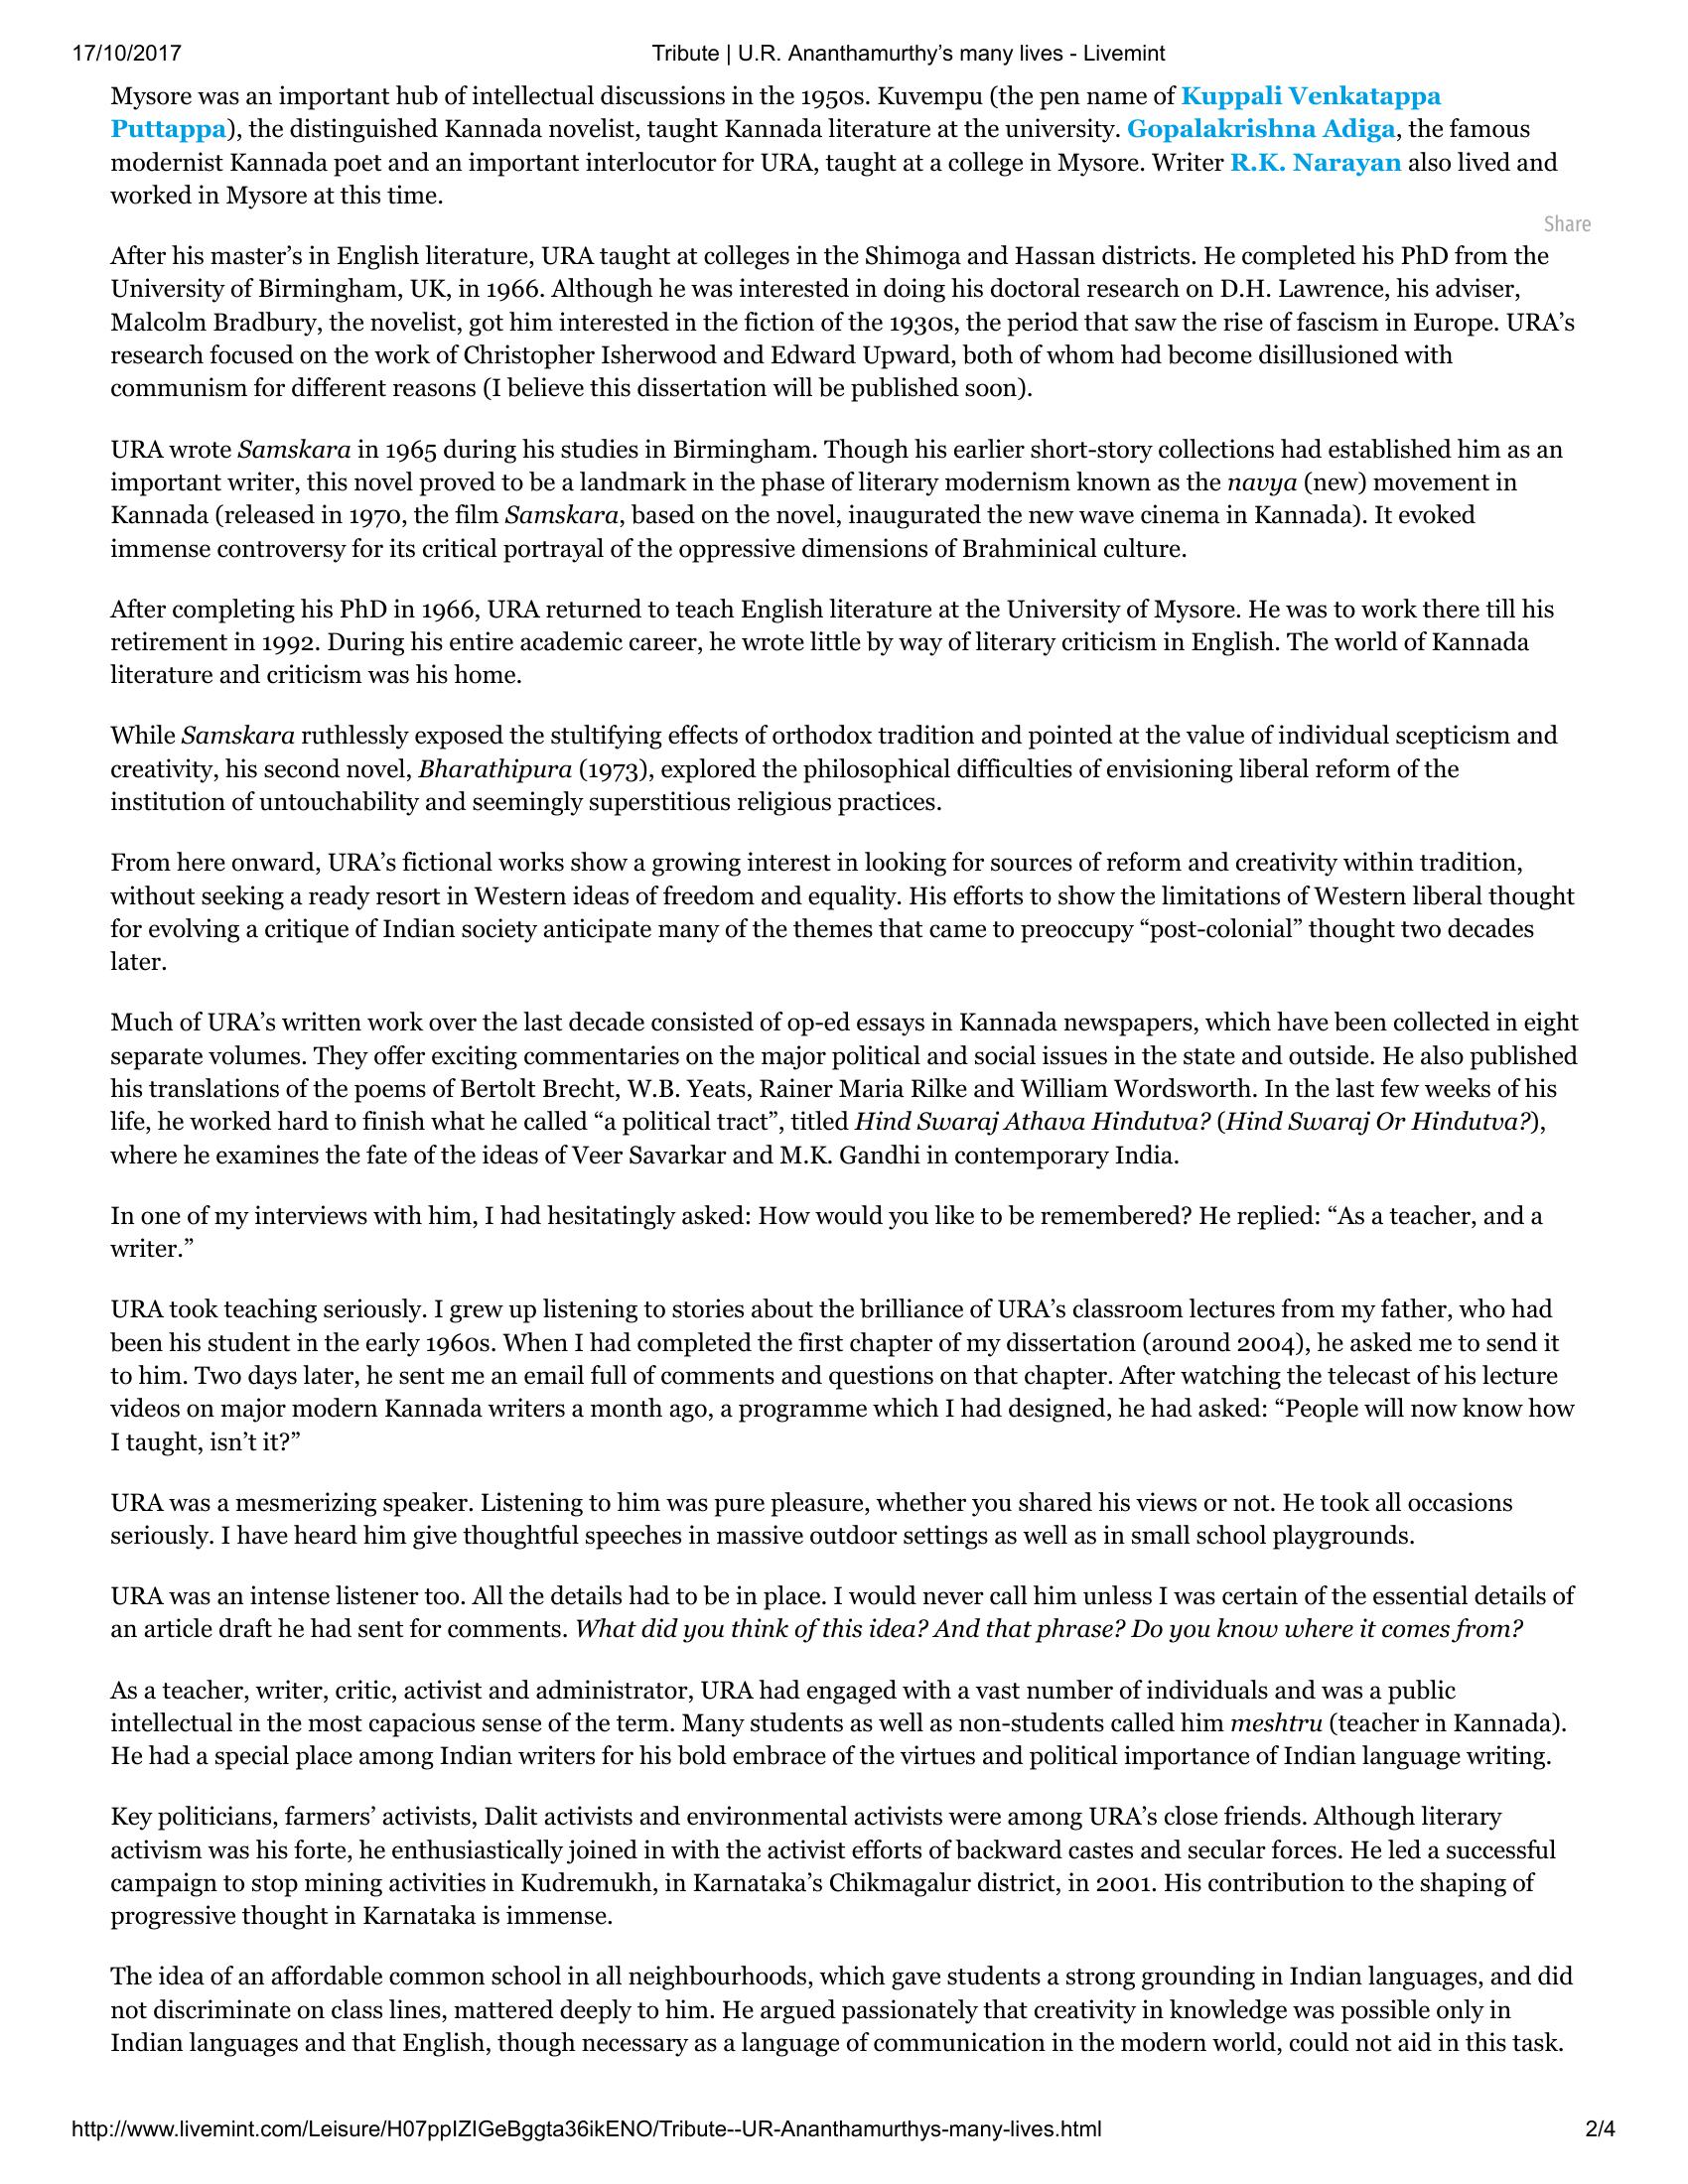 17/10/2017
Tribute | U.R. Ananthamurthy’s many lives - Livemint
Mysore was an important hub of intellectual discussions in the 1950s. Kuvempu (the pen name of Kuppali Venkatappa
Puttappa), the distinguished Kannada novelist, taught Kannada literature at the university. Gopalakrishna Adiga, the famous
modernist Kannada poet and an important interlocutor for URA, taught at a college in Mysore. Writer R.K. Narayan also lived and
worked in Mysore at this time.
Share
After his master’s in English literature, URA taught at colleges in the Shimoga and Hassan districts. He completed his PhD from the
University of Birmingham, UK, in 1966. Although he was interested in doing his doctoral research on D.H. Lawrence, his adviser,
Malcolm Bradbury, the novelist, got him interested in the fiction of the 1930s, the period that saw the rise of fascism in Europe. URA’s
research focused on the work of Christopher Isherwood and Edward Upward, both of whom had become disillusioned with
communism for different reasons (I believe this dissertation will be published soon).
URA wrote Samskara in 1965 during his studies in Birmingham. Though his earlier short-story collections had established him as an
important writer, this novel proved to be a landmark in the phase of literary modernism known as the navya (new) movement in
Kannada (released in 1970, the film Samskara, based on the novel, inaugurated the new wave cinema in Kannada). It evoked
immense controversy for its critical portrayal of the oppressive dimensions of Brahminical culture.
After completing his PhD in 1966, URA returned to teach English literature at the University of Mysore. He was to work there till his
retirement in 1992. During his entire academic career, he wrote little by way of literary criticism in English. The world of Kannada
literature and criticism was his home.
While Samskara ruthlessly exposed the stultifying effects of orthodox tradition and pointed at the value of individual scepticism and
creativity, his second novel, Bharathipura (1973), explored the philosophical difficulties of envisioning liberal reform of the
institution of untouchability and seemingly superstitious religious practices.
From here onward, URA’s fictional works show a growing interest in looking for sources of reform and creativity within tradition,
without seeking a ready resort in Western ideas of freedom and equality. His efforts to show the limitations of Western liberal thought
for evolving a critique of Indian society anticipate many of the themes that came to preoccupy “post-colonial” thought two decades
later.
Much of URA’s written work over the last decade consisted of op-ed essays in Kannada newspapers, which have been collected in eight
separate volumes. They offer exciting commentaries on the major political and social issues in the state and outside. He also published
his translations of the poems of Bertolt Brecht, W.B. Yeats, Rainer Maria Rilke and William Wordsworth. In the last few weeks of his
life, he worked hard to finish what he called “a political tract”, titled Hind Swaraj Athava Hindutva? (Hind Swaraj Or Hindutva?),
where he examines the fate of the ideas of Veer Savarkar and M.K. Gandhi in contemporary India.
In one of my interviews with him, I had hesitatingly asked: How would you like to be remembered? He replied: “As a teacher, and a
writer.”
URA took teaching seriously. I grew up listening to stories about the brilliance of URA’s classroom lectures from my father, who had
been his student in the early 1960s. When I had completed the first chapter of my dissertation (around 2004), he asked me to send it
to him. Two days later, he sent me an email full of comments and questions on that chapter. After watching the telecast of his lecture
videos on major modern Kannada writers a month ago, a programme which I had designed, he had asked: “People will now know how
I taught, isn’t it?”
URA was a mesmerizing speaker. Listening to him was pure pleasure, whether you shared his views or not. He took all occasions
seriously. I have heard him give thoughtful speeches in massive outdoor settings as well as in small school playgrounds.
URA was an intense listener too. All the details had to be in place. I would never call him unless I was certain of the essential details of
an article draft he had sent for comments. What did you think of this idea? And that phrase? Do you know where it comes from?
As a teacher, writer, critic, activist and administrator, URA had engaged with a vast number of individuals and was a public
intellectual in the most capacious sense of the term. Many students as well as non-students called him meshtru (teacher in Kannada).
He had a special place among Indian writers for his bold embrace of the virtues and political importance of Indian language writing.
Key politicians, farmers’ activists, Dalit activists and environmental activists were among URA’s close friends. Although literary
activism was his forte, he enthusiastically joined in with the activist efforts of backward castes and secular forces. He led a successful
campaign to stop mining activities in Kudremukh, in Karnataka’s Chikmagalur district, in 2001. His contribution to the shaping of
progressive thought in Karnataka is immense.
The idea of an affordable common school in all neighbourhoods, which gave students a strong grounding in Indian languages, and did
not discriminate on class lines, mattered deeply to him. He argued passionately that creativity in knowledge was possible only in
Indian languages and that English, though necessary as a language of communication in the modern world, could not aid in this task.
http://www.livemint.com/Leisure/H07ppIZIGeBggta36ikENO/Tribute--UR-Ananthamurthys-many-lives.html
2/4